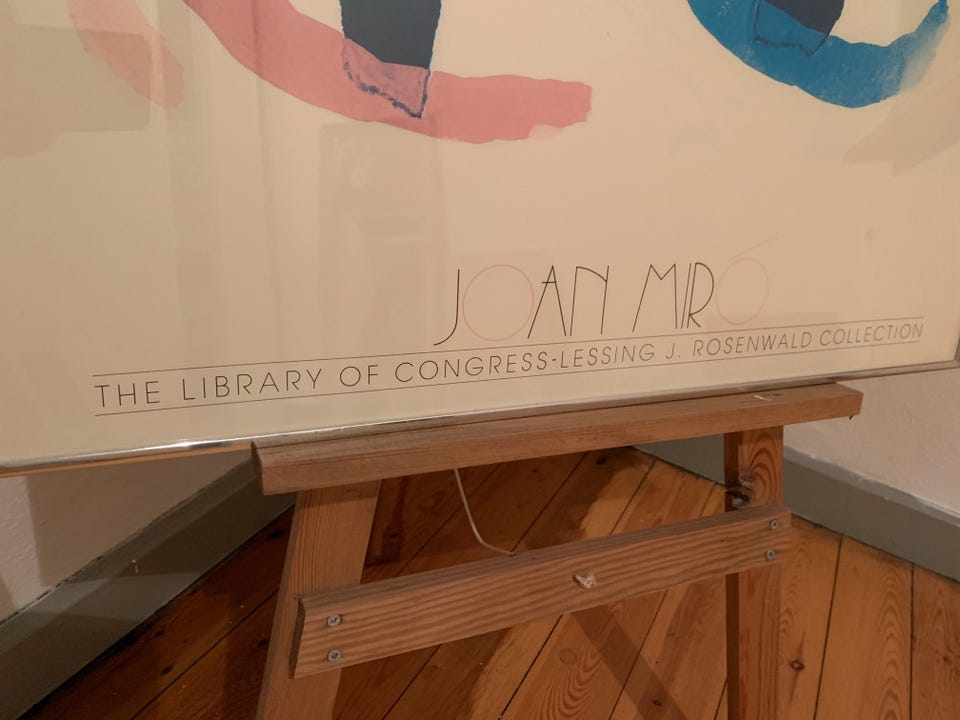 JOAN MIRÓ
THE LIBRARY OF CONGRESS-LESSING J. ROSENWALD COLLECTION